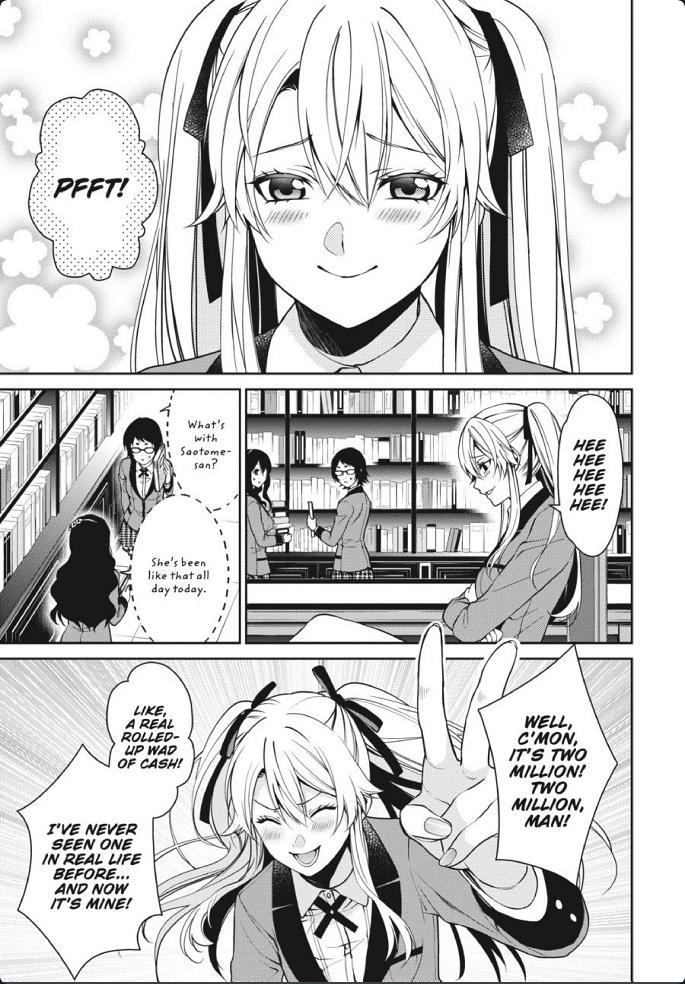 PFFT!
HEE
HEE
HEE
HEE
HEE!
What's
with
Saotome-
san?
She's been
like that all
day today.
WELL,
C'MON,
IT'S TWO
MILLION!
TWO
MILLION,
MAN!
LIKE,
A REAL
ROLLED-
UP WAD
OF CASH!
I'VE NEVER
SEEN ONE
IN REAL LIFE
BEFORE...
AND NOW
IT'S MINE!